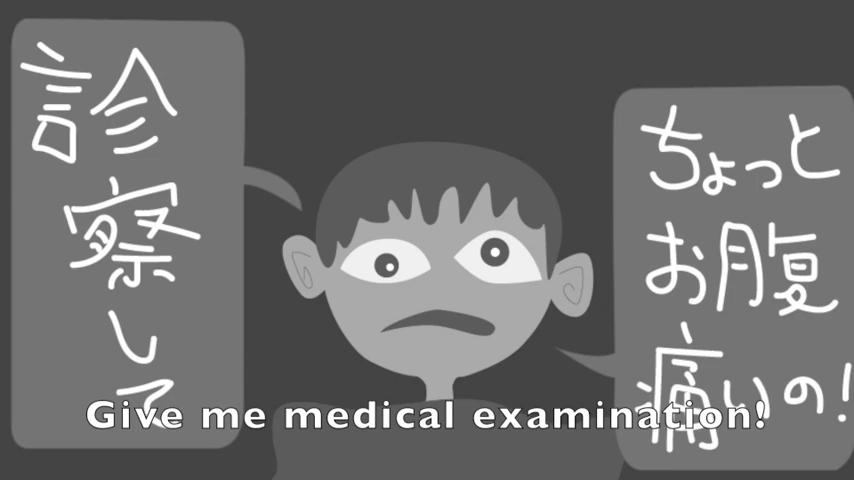 診
察
し
て
ちょっと
お腹
痛いの!
Give me medical examination!